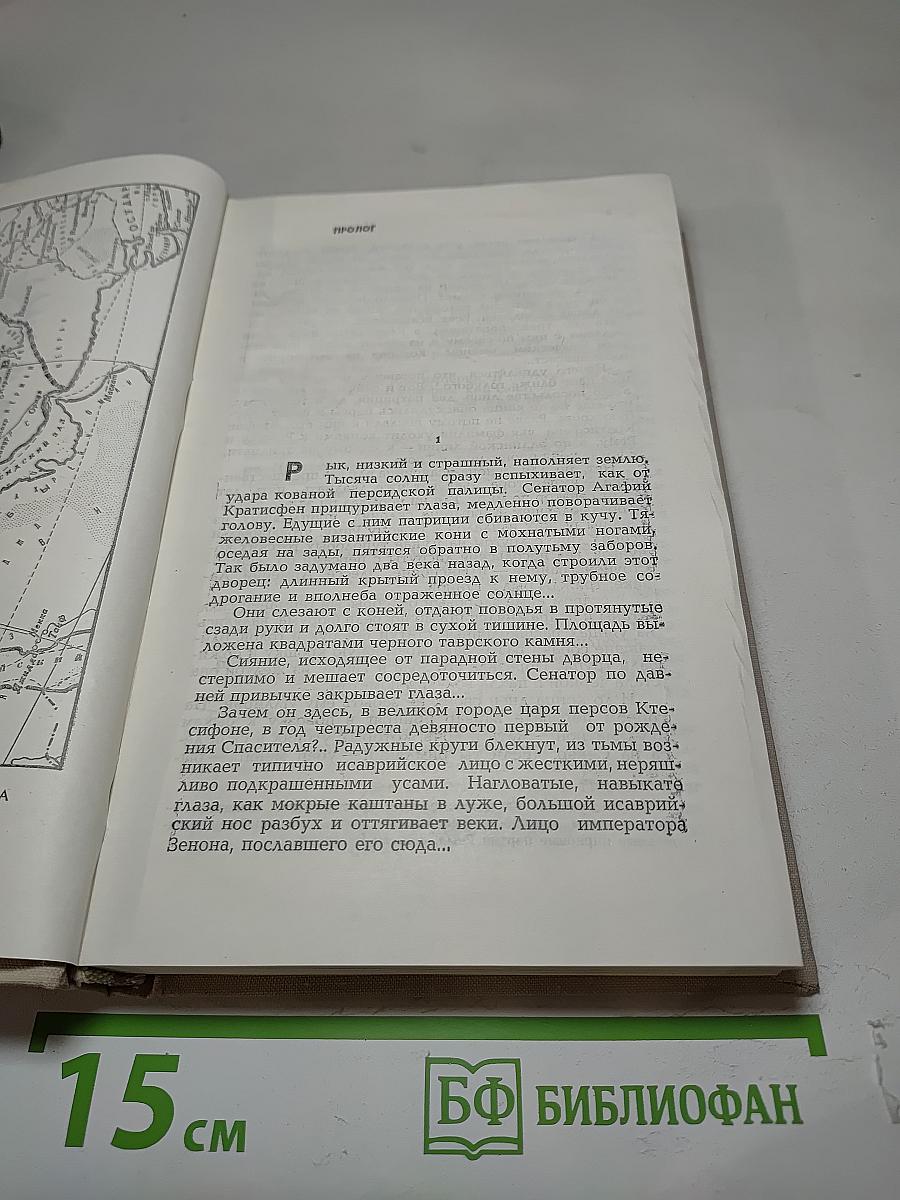 ПРОЛОГ
1
Рык, низкий и страшный, наполняет землю.
Тысяча солнц сразу вспыхивает, как от
удара кованой персидской палицы. Сенатор Агафий
Кратисфен прищуривает глаза, медленно поворачивает
голову. Едущие с ним патриции сбиваются в кучу. Тя-
желовесные византийские кони с мохнатыми ногами,
оседая на зады, пятятся обратно в полутьму заборов.
Так было задумано два века назад, когда строили этот
дворец: длинный крытый проезд к нему, трубное со-
дрогание и вполнеба отраженное солнце...
Они слезают с коней, отдают поводья в протянутые
сзади руки и долго стоят в сухой тишине. Площадь вы-
ложена квадратами черного таврского камня...
Сияние, исходящее от парадной стены дворца, не-
стерпимо и мешает сосредоточиться. Сенатор по дав-
ней привычке закрывает глаза...
Зачем он здесь, в великом городе царя персов Кте-
сифоне, в год четыреста девяносто первый от рожде-
ния Спасителя?.. Радужные круги блекнут, из тьмы воз-
никает типично исаврийское лицо с жесткими, неряш-
ливо подкрашенными усами. Нагловатые, навыкате
глаза, как мокрые каштаны в луже, большой исаврий-
ский нос разбух и оттягивает веки. Лицо императора
Зенона, пославшего его сюда...
Мекка
Таиф
А
15 см
БФ БИБЛИОФАН